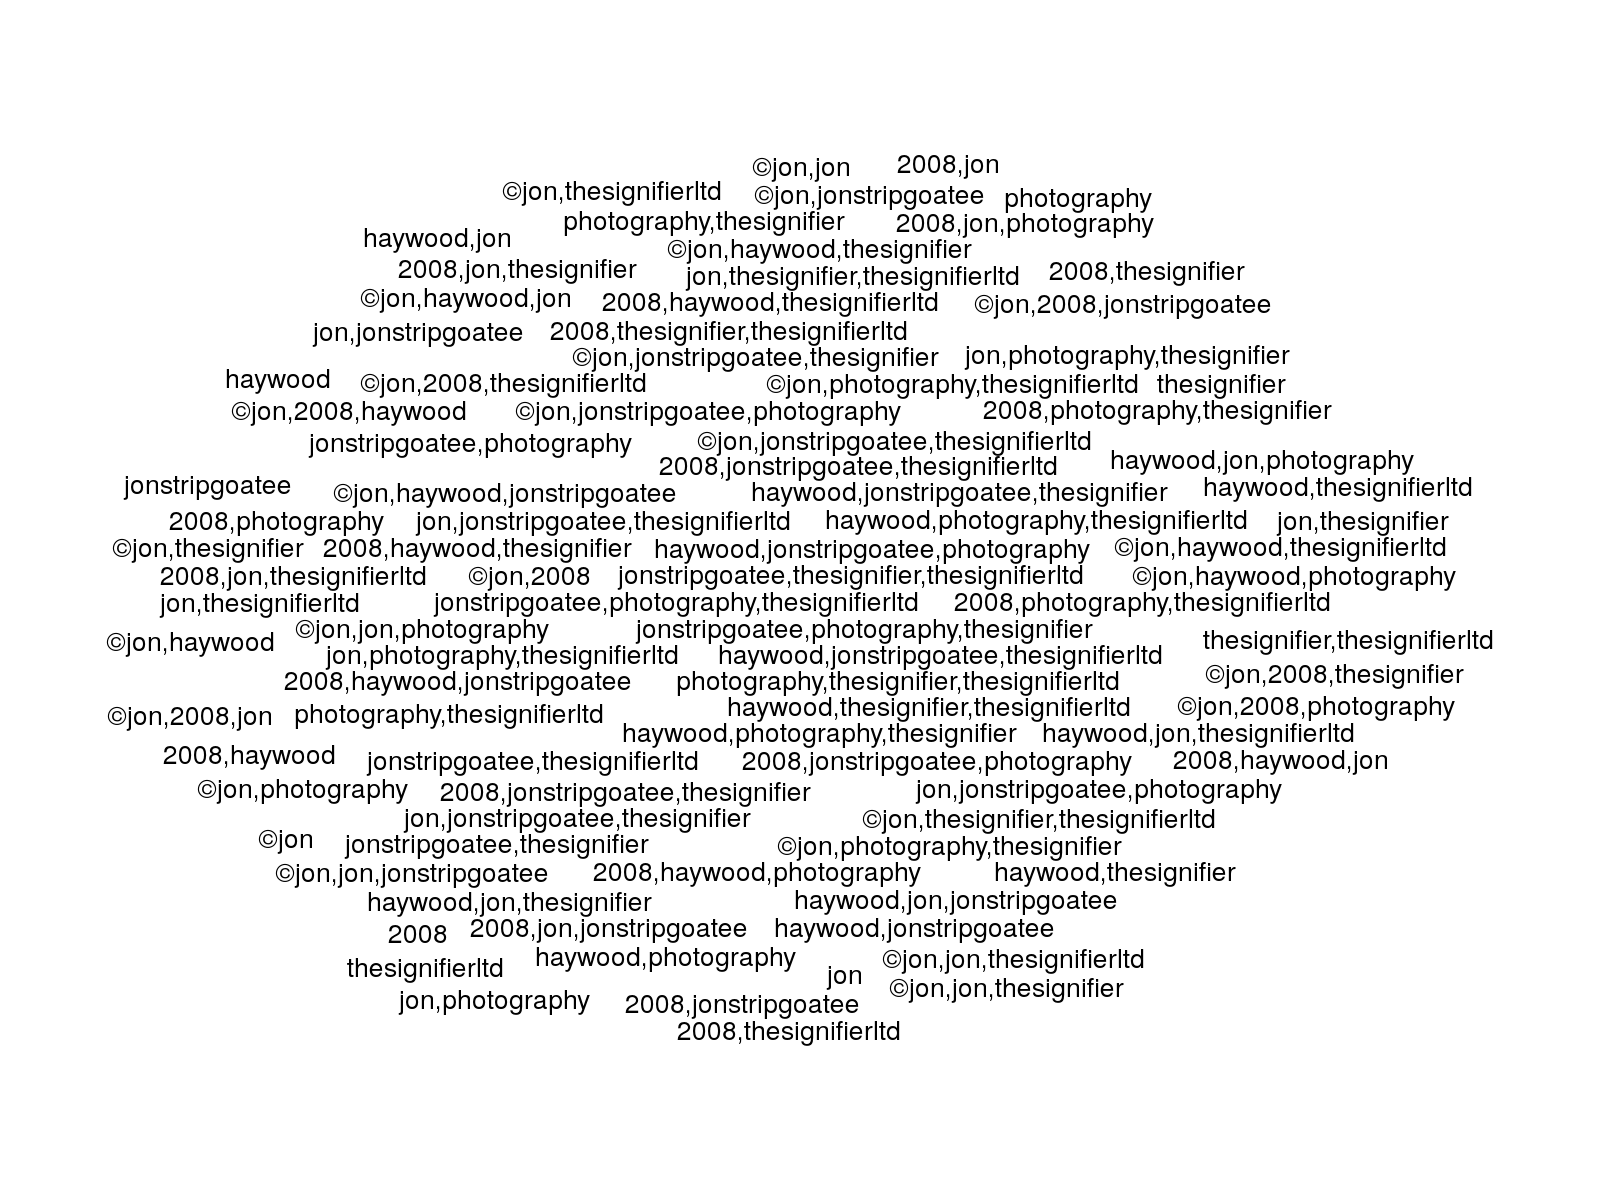 ©jon,jon 2008,jon
©jon,thesignifierltd ©jon,jonstripgoatee photography
photography,thesignifier 2008,jon,photography
haywood,jon ©jon,haywood,thesignifier
2008,jon,thesignifier jon,thesignifier,thesignifierltd 2008,thesignifier
©jon,haywood,jon 2008,haywood,thesignifierltd ©jon,2008,jonstripgoatee
jon,jonstripgoatee 2008,thesignifier,thesignifierltd
©jon,jonstripgoatee,thesignifier jon,photography,thesignifier
haywood ©jon,2008,thesignifierltd ©jon,photography,thesignifierltd thesignifier
©jon,2008,haywood ©jon,jonstripgoatee,photography 2008,photography,thesignifier
jonstripgoatee,photography ©jon,jonstripgoatee,thesignifierltd
2008,jonstripgoatee,thesignifierltd haywood,jon,photography
jonstripgoatee ©jon,haywood,jonstripgoatee haywood,jonstripgoatee,thesignifier haywood,thesignifierltd
2008,photography jon,jonstripgoatee,thesignifierltd haywood,photography,thesignifierltd jon,thesignifier
©jon,thesignifier 2008,haywood,thesignifier haywood,jonstripgoatee,photography ©jon,haywood,thesignifierltd
2008,jon,thesignifierltd ©jon,2008 jonstripgoatee,thesignifier,thesignifierltd ©jon,haywood,photography
jon,thesignifierltd jonstripgoatee,photography,thesignifierltd 2008,photography,thesignifierltd
©jon,haywood ©jon,jon,photography jonstripgoatee,photography,thesignifier thesignifier,thesignifierltd
jon,photography,thesignifierltd haywood,jonstripgoatee,thesignifierltd
2008,haywood,jonstripgoatee photography,thesignifier,thesignifierltd ©jon,2008,thesignifier
©jon,2008,jon photography,thesignifierltd haywood,thesignifier,thesignifierltd ©jon,2008,photography
haywood,photography,thesignifier haywood,jon,thesignifierltd
2008,haywood jonstripgoatee,thesignifierltd 2008,jonstripgoatee,photography 2008,haywood,jon
©jon,photography 2008,jonstripgoatee,thesignifier jon,jonstripgoatee,photography
jon,jonstripgoatee,thesignifier ©jon,thesignifier,thesignifierltd
©jon jonstripgoatee,thesignifier ©jon,photography,thesignifier
©jon,jon,jonstripgoatee 2008,haywood,photography haywood,thesignifier
haywood,jon,thesignifier haywood,jon,jonstripgoatee
2008 2008,jon,jonstripgoatee haywood,jonstripgoatee
thesignifierltd haywood,photography jon ©jon,jon,thesignifierltd
jon,photography 2008,jonstripgoatee ©jon,jon,thesignifier
2008,thesignifierltd